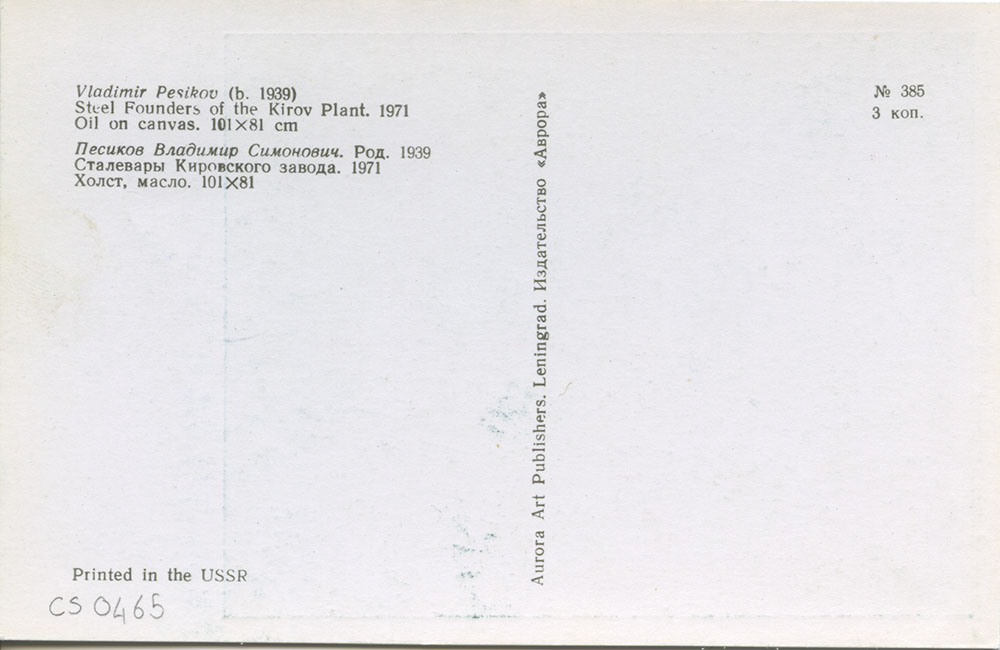 Vladimir Pesikov (b. 1939)
Steel Founders of the Kirov Plant. 1971
Oil on canvas. 101×81 cm
Песиков Владимир Симонович. Род. 1939
Сталевары Кировского завода. 1971
Холст, масло. 101×81
Aurora Art Publishers. Leningrad. Издательство «Аврора»
№ 385
3 коп.
Printed in the USSR
CS 0465